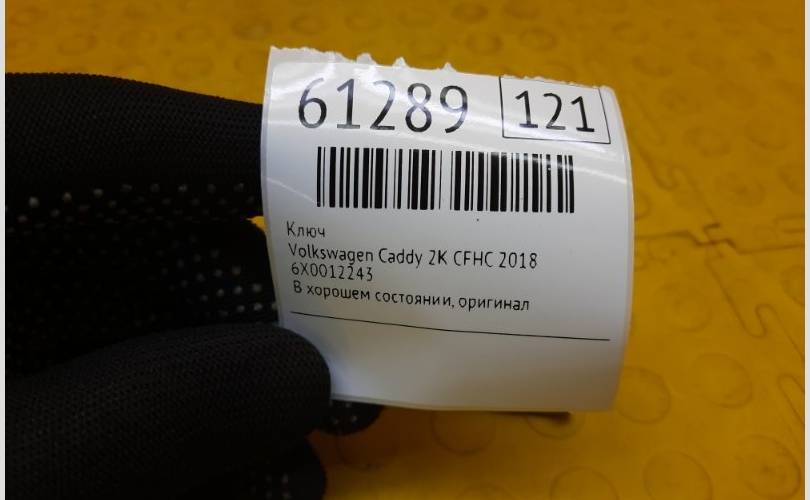 61289 121
Ключ
Volkswagen Caddy 2K CFHC 2018
6X0012243
В хорошем состоянии, оригинал